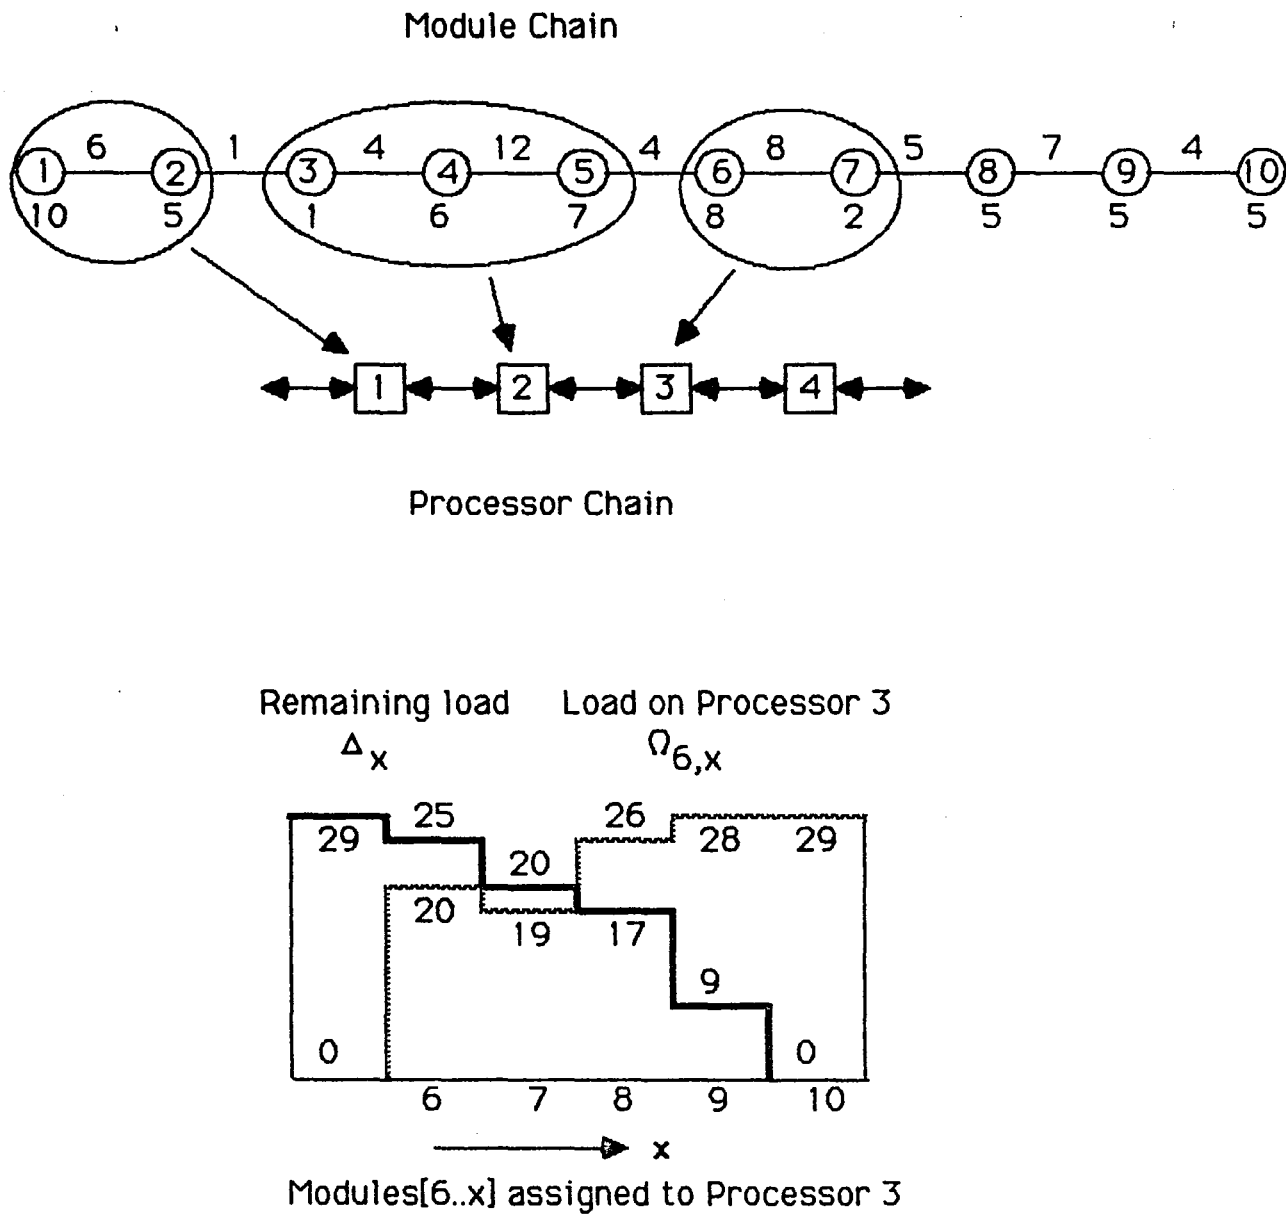 Module Chain
6 1 4 12 4 8 5 7 4
1 2 3 4 5 6 7 8 9 10
10 5 1 6 7 8 2 5 5 5
1 2 3 4
Processor Chain
Remaining load Load on Processor 3
Δx Ω6,x
25 26
29 28 29
20
20
19 17
9
0 0
6 7 8 9 10
x
Modules[6..x] assigned to Processor 3